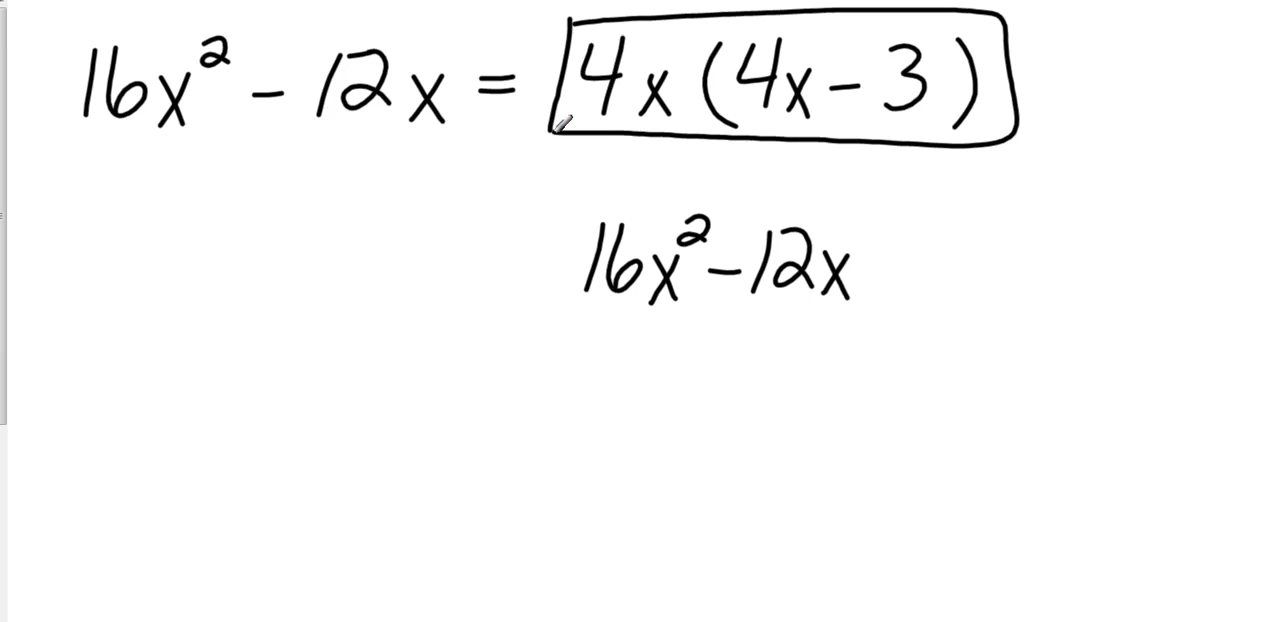 16x² - 12x = 4x (4x - 3)
16x² - 12x